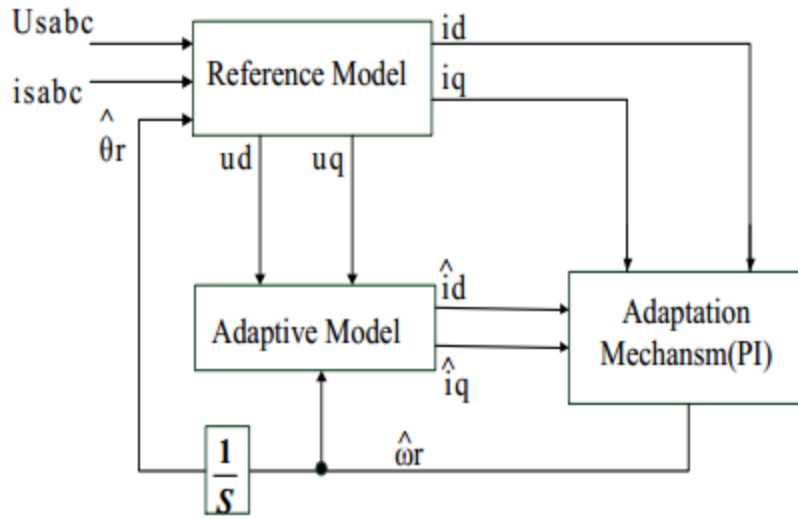 Usabc
isabc
^
θr
Reference Model
id
iq
ud
uq
Adaptive Model
^
id
^
iq
Adaptation
Mechansm(PI)
^
ωr
1
S